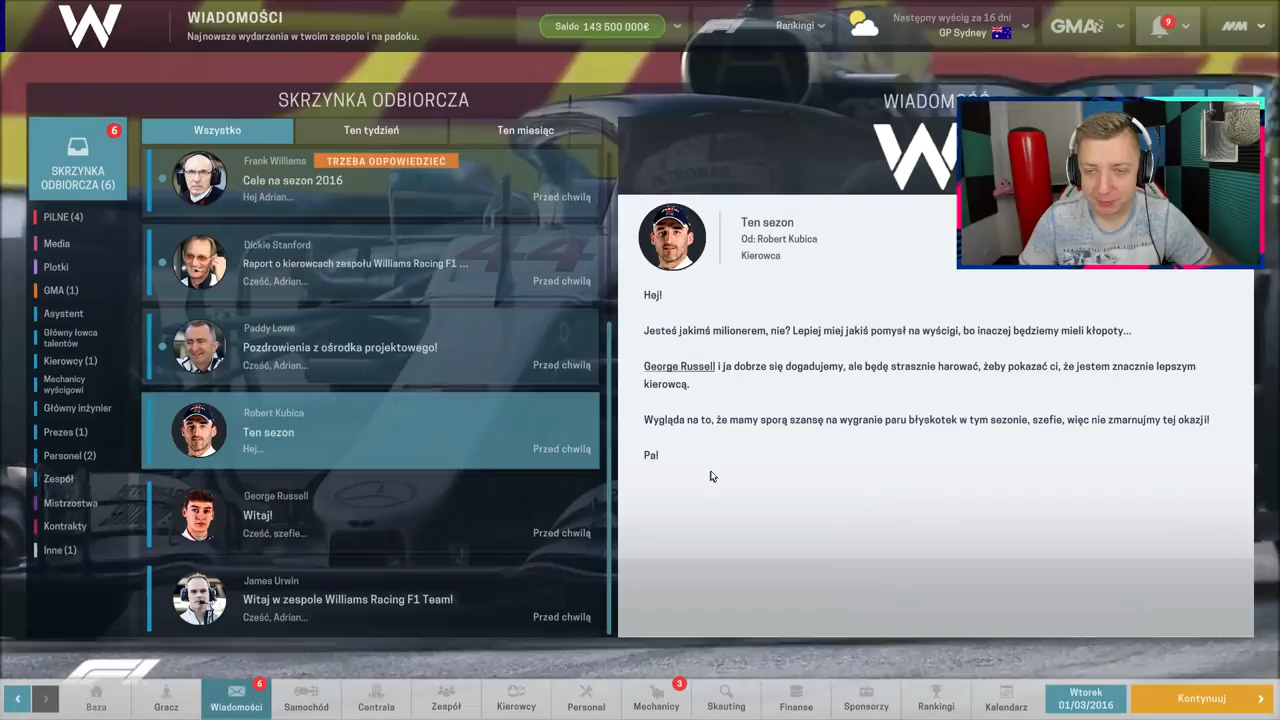 WIADOMOŚCI
Najnowsze wydarzenia w twoim zespole i na padoku.
Saldo 143 500 000€
Rankingi
Następny wyścig za 16 dni
GP Sydney
GMA
9
SKRZYNKA ODBIORCZA
6
SKRZYNKA
ODBIORCZA (6)
PILNE (4)
Media
Plotki
GMA (1)
Asystent
Główny łowca
talentów
Kierowcy (1)
Mechanicy
wyścigowi
Główny inżynier
Prezes (1)
Personel (2)
Zespół
Mistrzostwa
Kontrakty
Inne (1)
Wszystko
Ten tydzień
Ten miesiąc
Frank Williams
TRZEBA ODPOWIEDZIEĆ
Cele na sezon 2016
Hej Adrian...
Przed chwilą
Dickie Stanford
Raport o kierowcach zespołu Williams Racing F1 ...
Cześć, Adrian...
Przed chwilą
Paddy Lowe
Pozdrowienia z ośrodka projektowego!
Cześć, Adrian...
Przed chwilą
Robert Kubica
Ten sezon
Hej...
Przed chwilą
George Russell
Witaj!
Cześć, szefie...
Przed chwilą
James Urwin
Witaj w zespole Williams Racing F1 Team!
Cześć, Adrian...
Przed chwilą
WIADOMOŚĆ
Ten sezon
Od: Robert Kubica
Kierowca
Hej!
Jesteś jakimś milionerem, nie? Lepiej miej jakiś pomysł na wyścigi, bo inaczej będziemy mieli kłopoty...
George Russell i ja dobrze się dogadujemy, ale będę strasznie harować, żeby pokazać ci, że jestem znacznie lepszym
kierowcą.
Wygląda na to, że mamy sporą szansę na wygranie paru błyskotek w tym sezonie, szefie, więc nie zmarnujmy tej okazji!
Pa!
Baza
Gracz
6
Wiadomości
Samochód
Centrala
Zespół
Kierowcy
Personel
3
Mechanicy
Skauting
Finanse
Sponsorzy
Rankingi
Kalendarz
Wtorek
01/03/2016
Kontynuuj